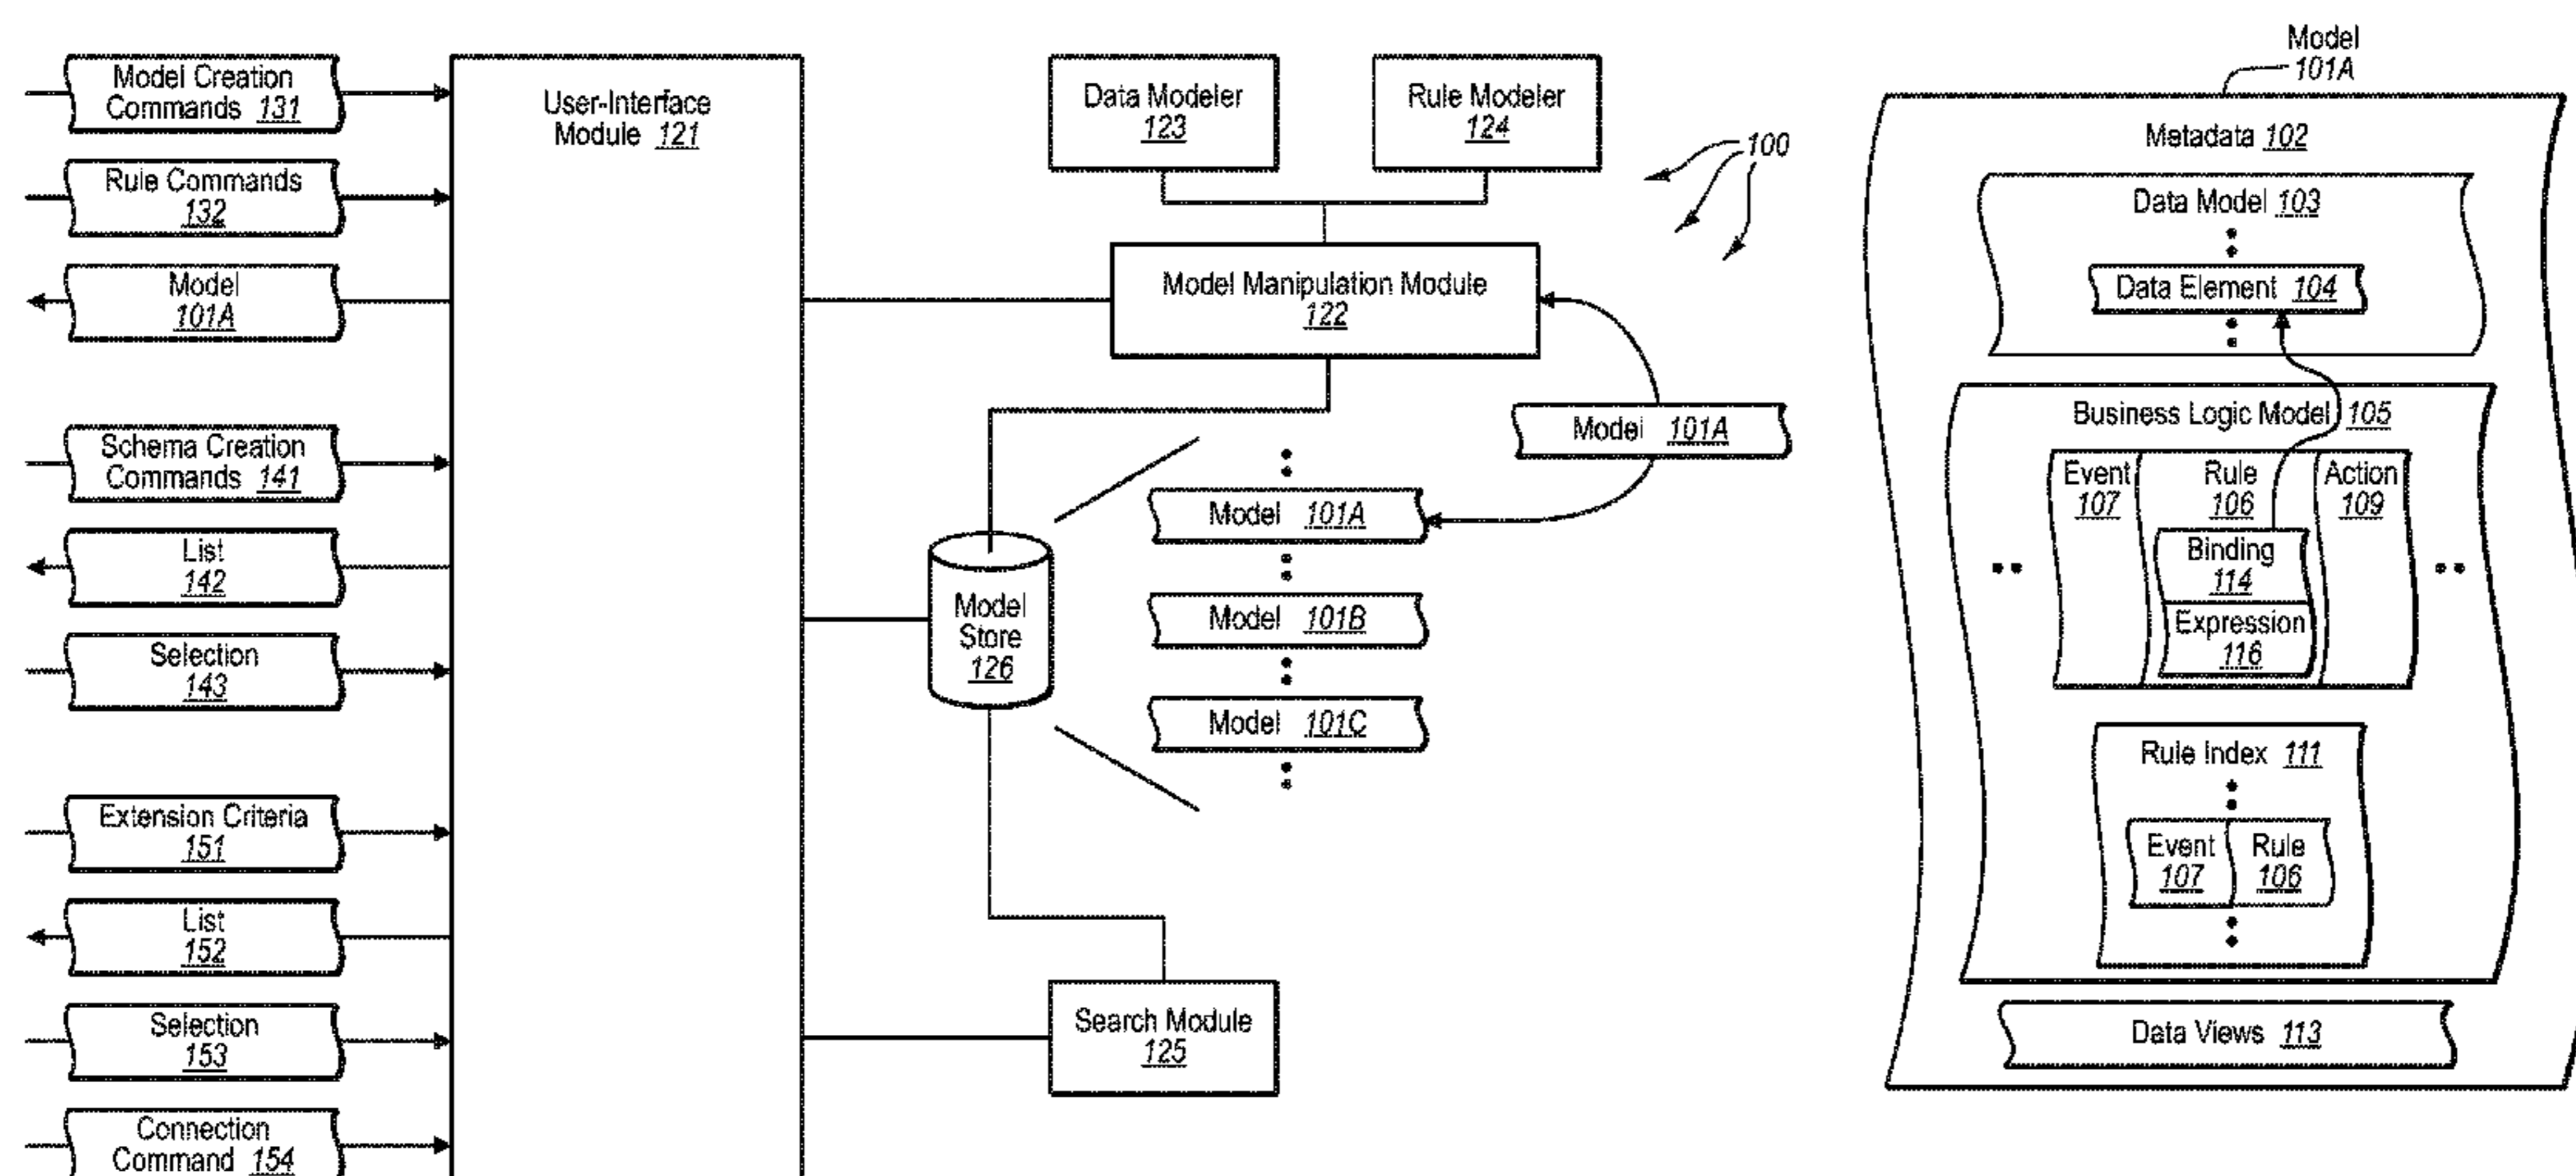 Model Creation
Commands 131
Rule Commands
132
Model
101A
Schema Creation
Commands 141
List
142
Selection
143
Extension Criteria
151
List
152
Selection
153
Connection
Command 154
User-Interface
Module 121
Data Modeler
123
Rule Modeler
124
100
Model Manipulation Module
122
Model 101A
Model
Store
126
Model 101A
Model 101B
Model 101C
Search Module
125
Model
101A
Metadata 102
Data Model 103
Data Element 104
Business Logic Model 105
Event
107
Rule
106
Action
109
Binding
114
Expression
116
Rule Index 111
Event
107
Rule
106
Data Views 113